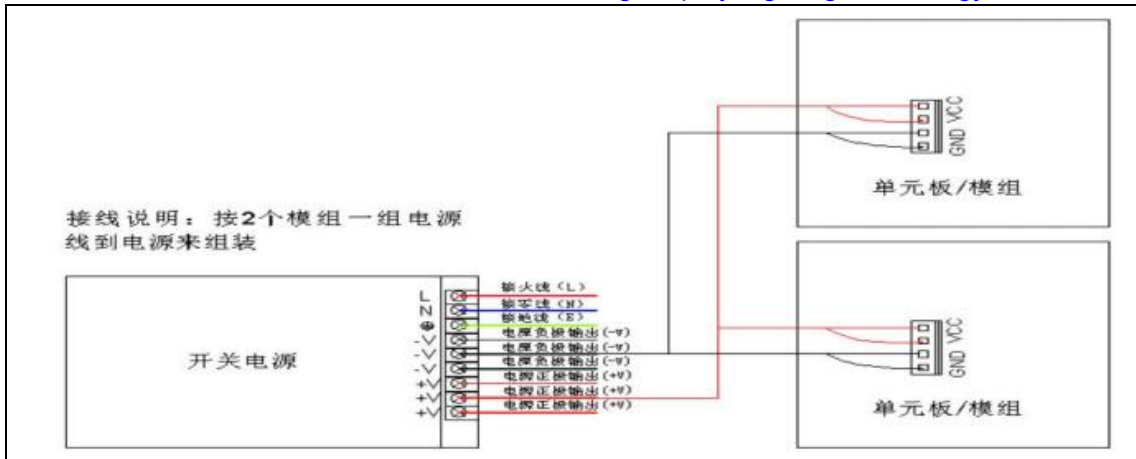 VCC
GND
单元板/模组
接线说明：按2个模组一组电源
线到电源来组装
L
N
-V
-V
-V
+V
+V
+V
接火线（L）
接零线（N）
接地线（E）
电源负极输出(-V)
电源负极输出(-V)
电源负极输出(-V)
电源正极输出(+V)
电源正极输出(+V)
电源正极输出(+V)
开关电源
VCC
GND
单元板/模组